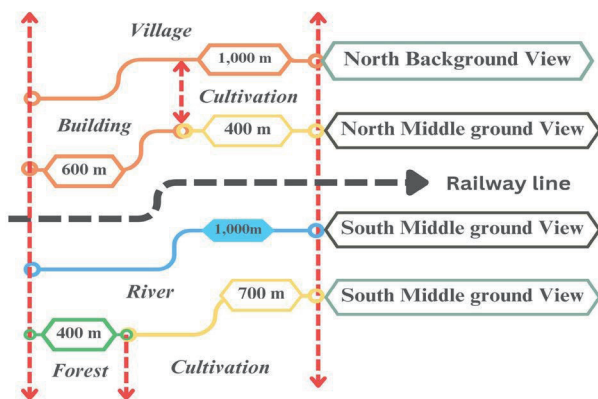 Village
1,000 m
North Background View
Cultivation
Building
400 m
North Middle ground View
600 m
Railway line
1,000m
South Middle ground View
River
700 m
South Middle ground View
400 m
Forest
Cultivation